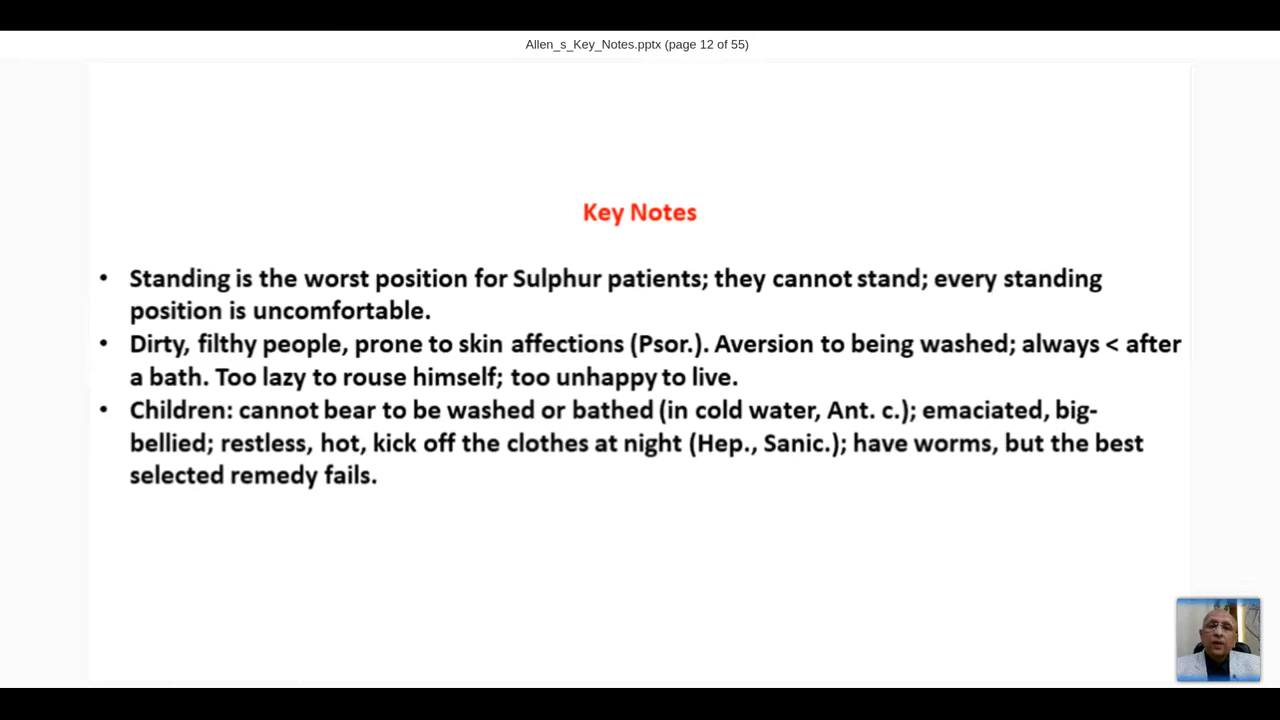 Allen_s_Key_Notes.pptx (page 12 of 55)
Key Notes
• Standing is the worst position for Sulphur patients; they cannot stand; every standing
position is uncomfortable.
• Dirty, filthy people, prone to skin affections (Psor.). Aversion to being washed; always < after
a bath. Too lazy to rouse himself; too unhappy to live.
• Children: cannot bear to be washed or bathed (in cold water, Ant. c.); emaciated, big-
bellied; restless, hot, kick off the clothes at night (Hep., Sanic.); have worms, but the best
selected remedy fails.